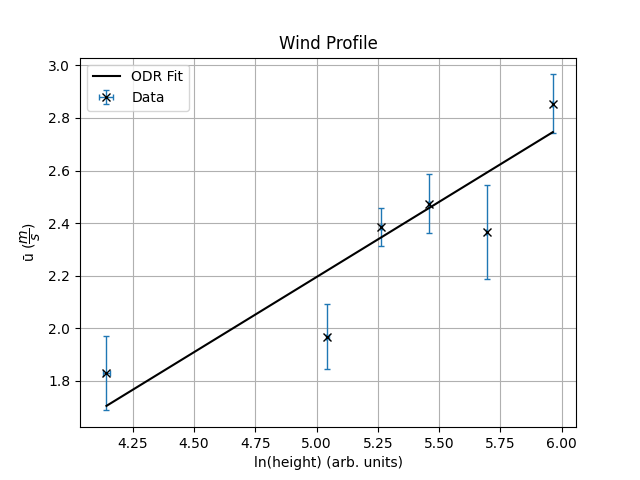 Wind Profile
ODR Fit
Data
3.0
2.8
2.6
2.4
2.2
2.0
1.8
ū (m/s)
4.25 4.50 4.75 5.00 5.25 5.50 5.75 6.00
ln(height) (arb. units)